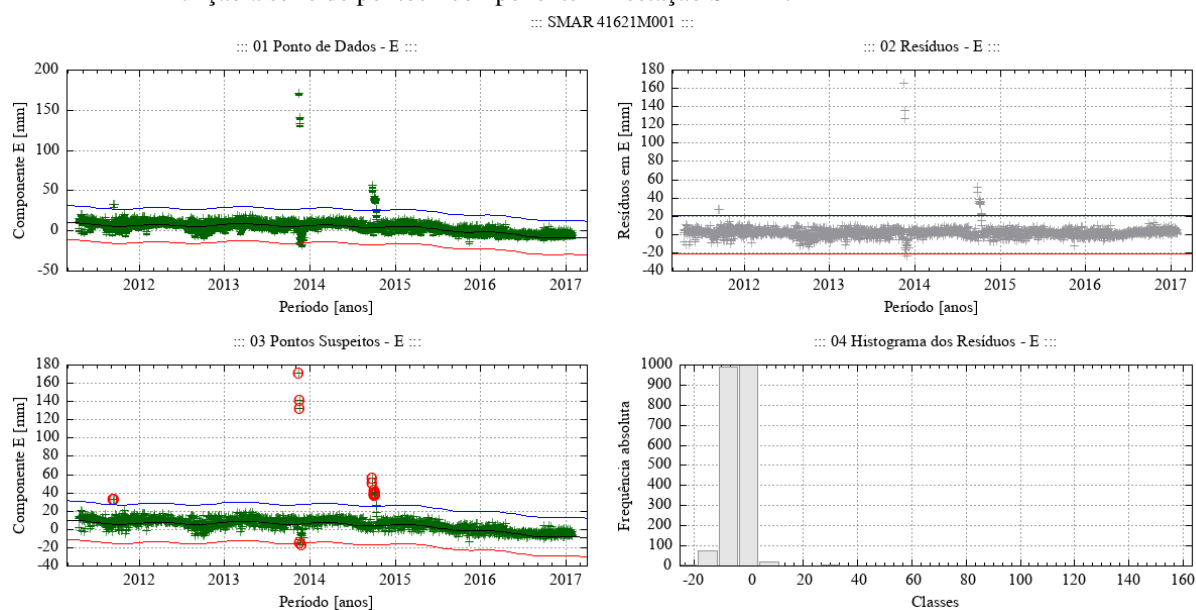 ::: SMAR 41621M001 :::
::: 01 Ponto de Dados - E :::
200
150
100
50
0
-50
Componente E [mm]
2012 2013 2014 2015 2016 2017
Período [anos]
::: 02 Resíduos - E :::
180
160
140
120
100
80
60
40
20
0
-20
-40
Resíduos em E [mm]
2012 2013 2014 2015 2016 2017
Período [anos]
::: 03 Pontos Suspeitos - E :::
180
160
140
120
100
80
60
40
20
0
-20
-40
Componente E [mm]
2012 2013 2014 2015 2016 2017
Período [anos]
::: 04 Histograma dos Resíduos - E :::
1000
900
800
700
600
500
400
300
200
100
0
Frequência absoluta
-20 0 20 40 60 80 100 120 140 160
Classes